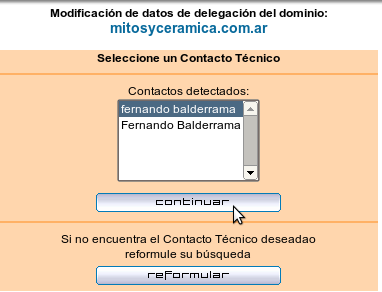 Modificación de datos de delegación del dominio:
mitosyceramica.com.ar
Seleccione un Contacto Técnico
Contactos detectados:
fernando balderrama
Fernando Balderrama
continuar
Si no encuentra el Contacto Técnico deseadao
reformule su búsqueda
reformular